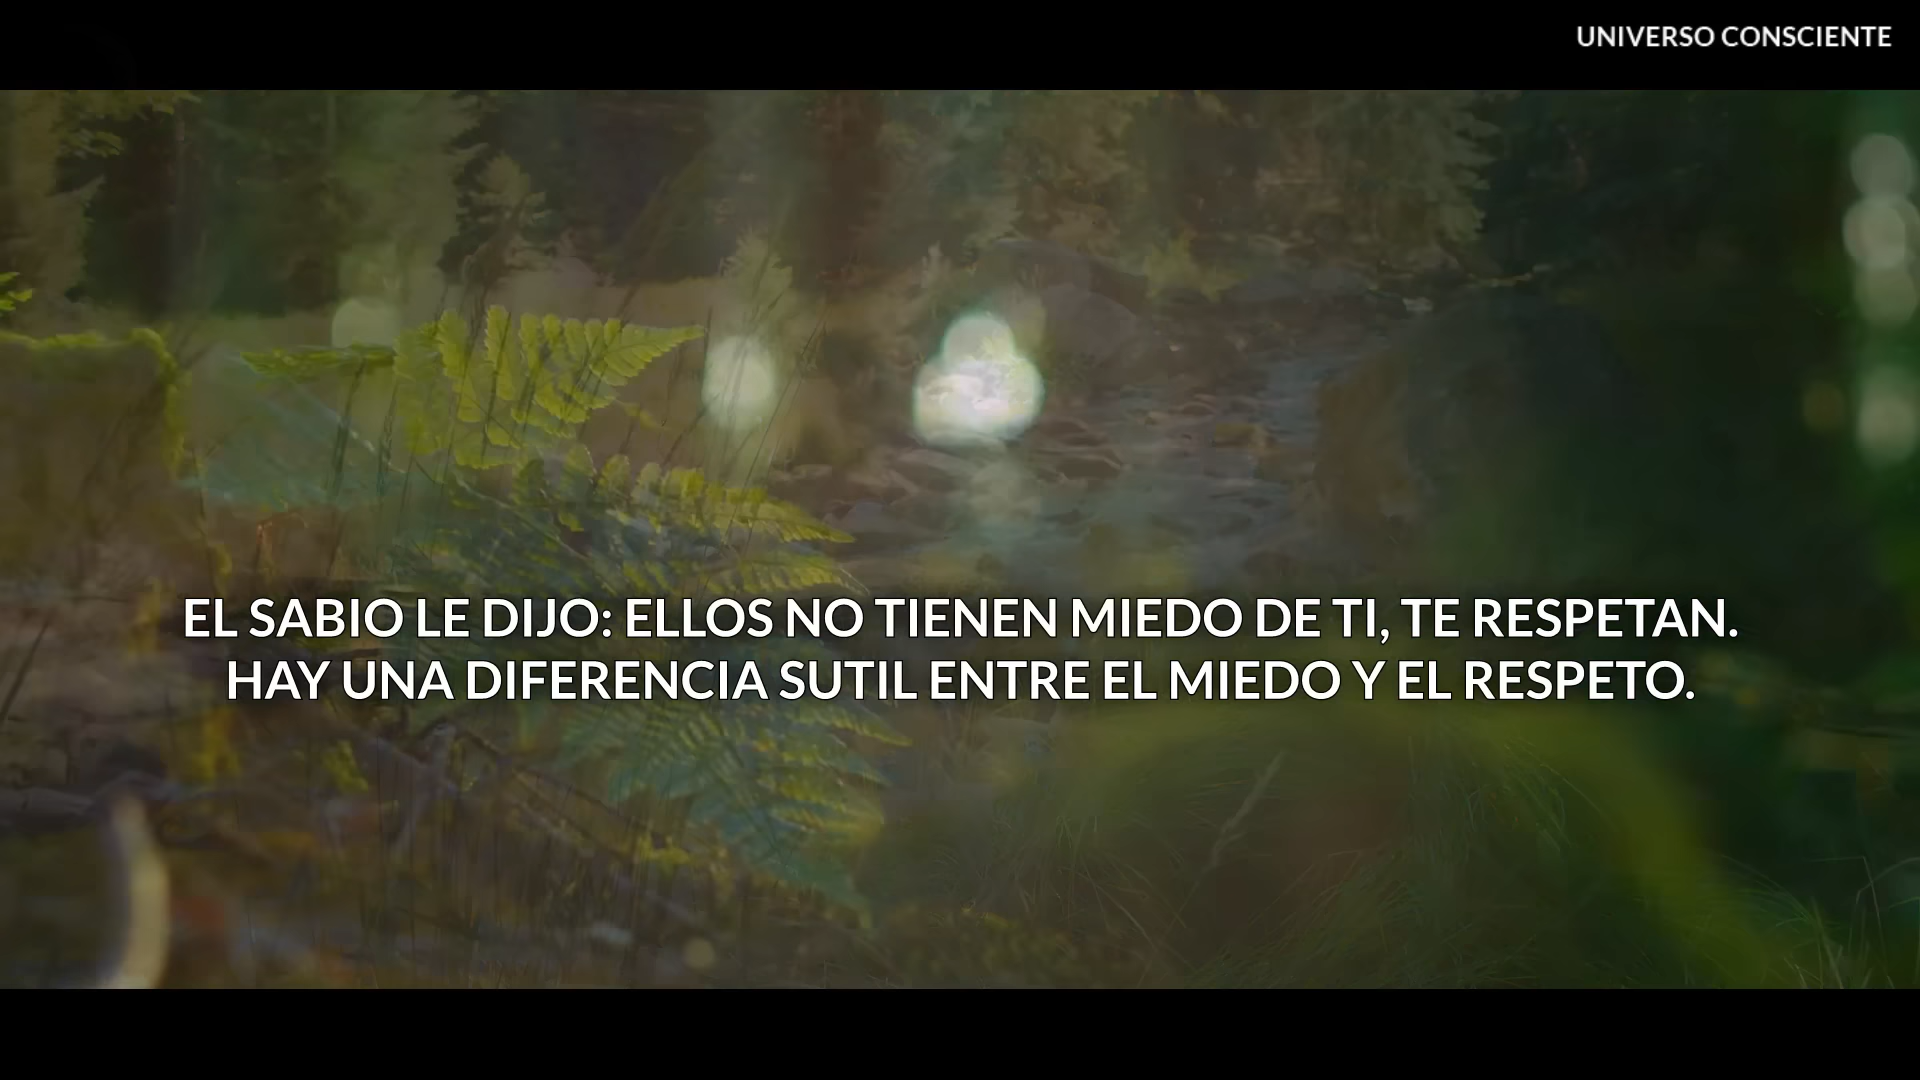 UNIVERSO CONSCIENTE
EL SABIO LE DIJO: ELLOS NO TIENEN MIEDO DE TI, TE RESPETAN.
HAY UNA DIFERENCIA SUTIL ENTRE EL MIEDO Y EL RESPETO.